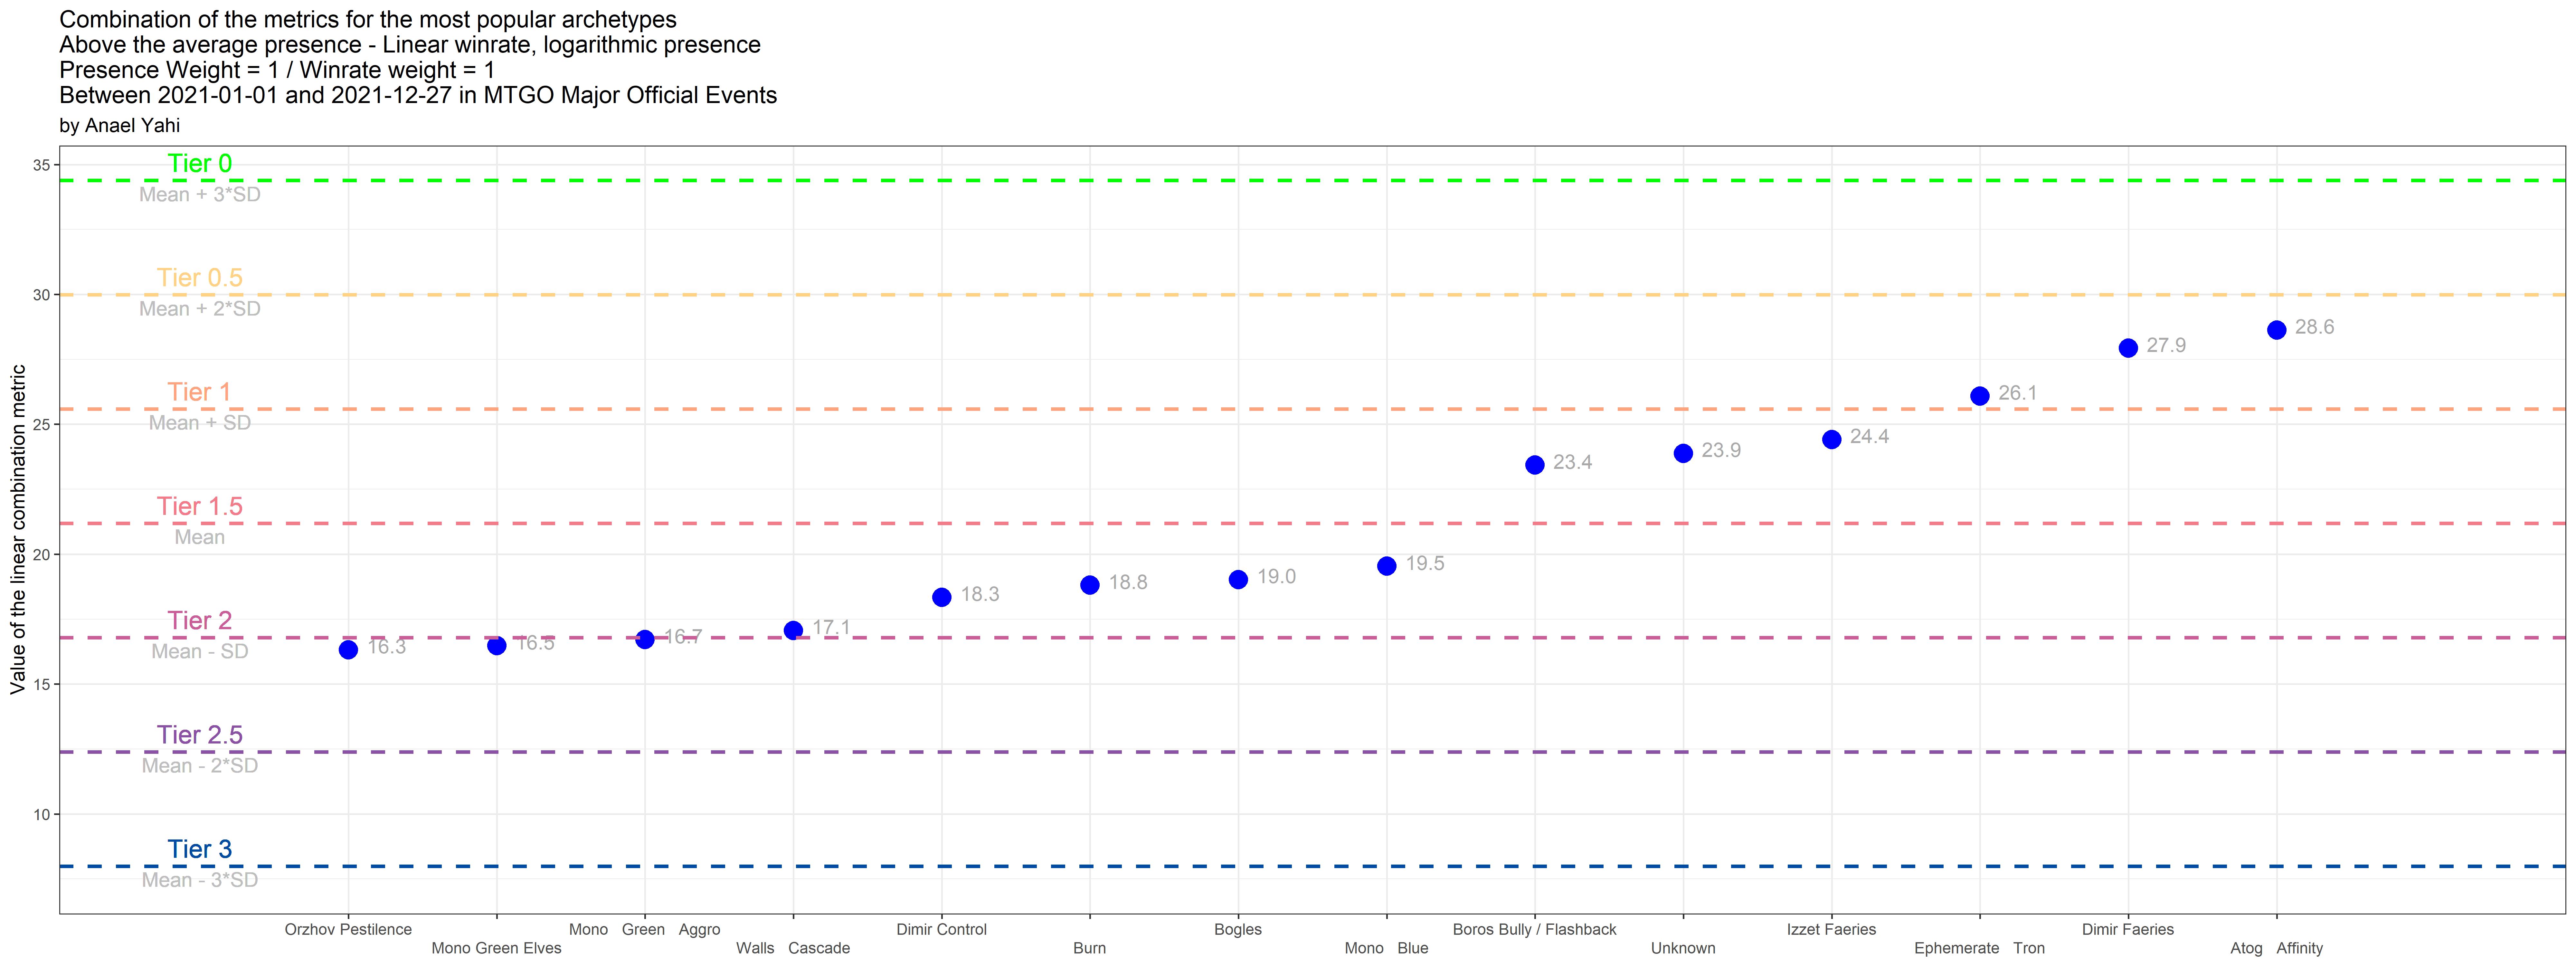 Combination of the metrics for the most popular archetypes
Above the average presence - Linear winrate, logarithmic presence
Presence Weight = 1 / Winrate weight = 1
Between 2021-01-01 and 2021-12-27 in MTGO Major Official Events
by Anael Yahi
Value of the linear combination metric
35
30
25
20
15
10
Tier 0
Mean + 3*SD
Tier 0.5
Mean + 2*SD
Tier 1
Mean + SD
Tier 1.5
Mean
Tier 2
Mean - SD
Tier 2.5
Mean - 2*SD
Tier 3
Mean - 3*SD
16.3
16.5
16.7
17.1
18.3
18.8
19.0
19.5
23.4
23.9
24.4
26.1
27.9
28.6
Orzhov Pestilence
Mono Green Elves
Mono Green Aggro
Walls Cascade
Dimir Control
Burn
Bogles
Mono Blue
Boros Bully / Flashback
Unknown
Izzet Faeries
Ephemerate Tron
Dimir Faeries
Atog Affinity